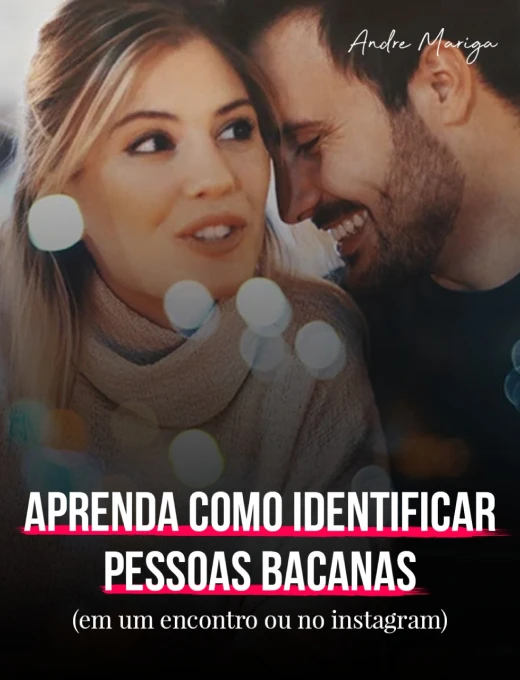 Andre Mariga
APRENDA COMO IDENTIFICAR
PESSOAS BACANAS
(em um encontro ou no instagram)